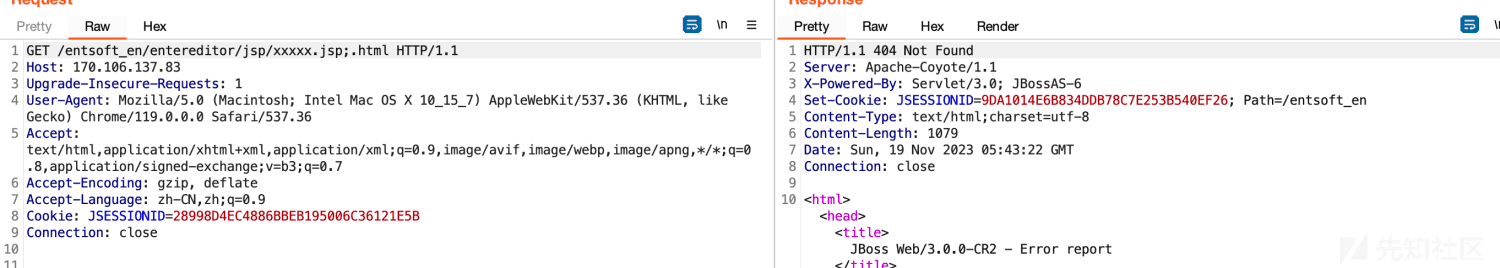 Request
Response
Pretty Raw Hex
\n
Pretty Raw Hex Render
1 GET /entsoft_en/entereditor/jsp/xxxxx.jsp;.html HTTP/1.1
2 Host: 170.106.137.83
3 Upgrade-Insecure-Requests: 1
4 User-Agent: Mozilla/5.0 (Macintosh; Intel Mac OS X 10_15_7) AppleWebKit/537.36 (KHTML, like
Gecko) Chrome/119.0.0.0 Safari/537.36
5 Accept:
text/html,application/xhtml+xml,application/xml;q=0.9,image/avif,image/webp,image/apng,*/*;q=0
.8,application/signed-exchange;v=b3;q=0.7
6 Accept-Encoding: gzip, deflate
7 Accept-Language: zh-CN,zh;q=0.9
8 Cookie: JSESSIONID=28998D4EC4886BBEB195006C36121E5B
9 Connection: close
10
11
1 HTTP/1.1 404 Not Found
2 Server: Apache-Coyote/1.1
3 X-Powered-By: Servlet/3.0; JBossAS-6
4 Set-Cookie: JSESSIONID=9DA1014E6B834DDB78C7E253B540EF26; Path=/entsoft_en
5 Content-Type: text/html;charset=utf-8
6 Content-Length: 1079
7 Date: Sun, 19 Nov 2023 05:43:22 GMT
8 Connection: close
9
10 <html>
<head>
<title>
JBoss Web/3.0.0-CR2 - Error report
</title>
先知社区